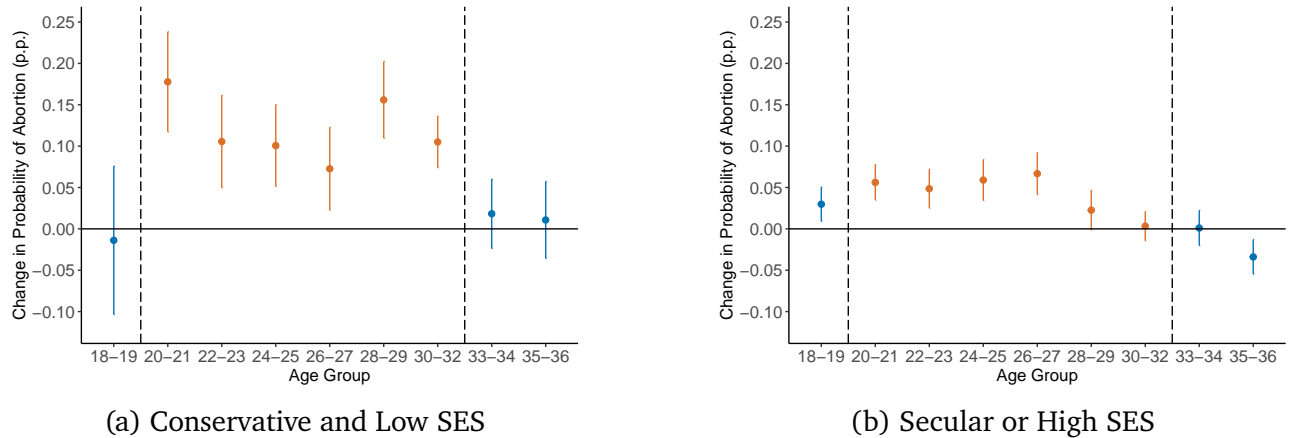 Change in Probability of Abortion (p.p.)
0.25
0.20
0.15
0.10
0.05
0.00
−0.05
−0.10
18−19 20−21 22−23 24−25 26−27 28−29 30−32 33−34 35−36
Age Group
(a) Conservative and Low SES
Change in Probability of Abortion (p.p.)
0.25
0.20
0.15
0.10
0.05
0.00
−0.05
−0.10
18−19 20−21 22−23 24−25 26−27 28−29 30−32 33−34 35−36
Age Group
(b) Secular or High SES